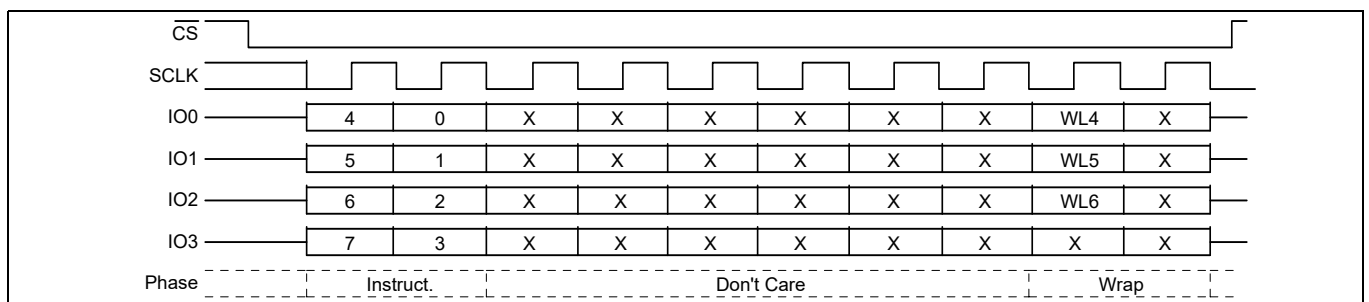 CS
SCLK
IO0 4 0 X X X X X X WL4 X
IO1 5 1 X X X X X X WL5 X
IO2 6 2 X X X X X X WL6 X
IO3 7 3 X X X X X X X X
Phase Instruct. Don't Care Wrap